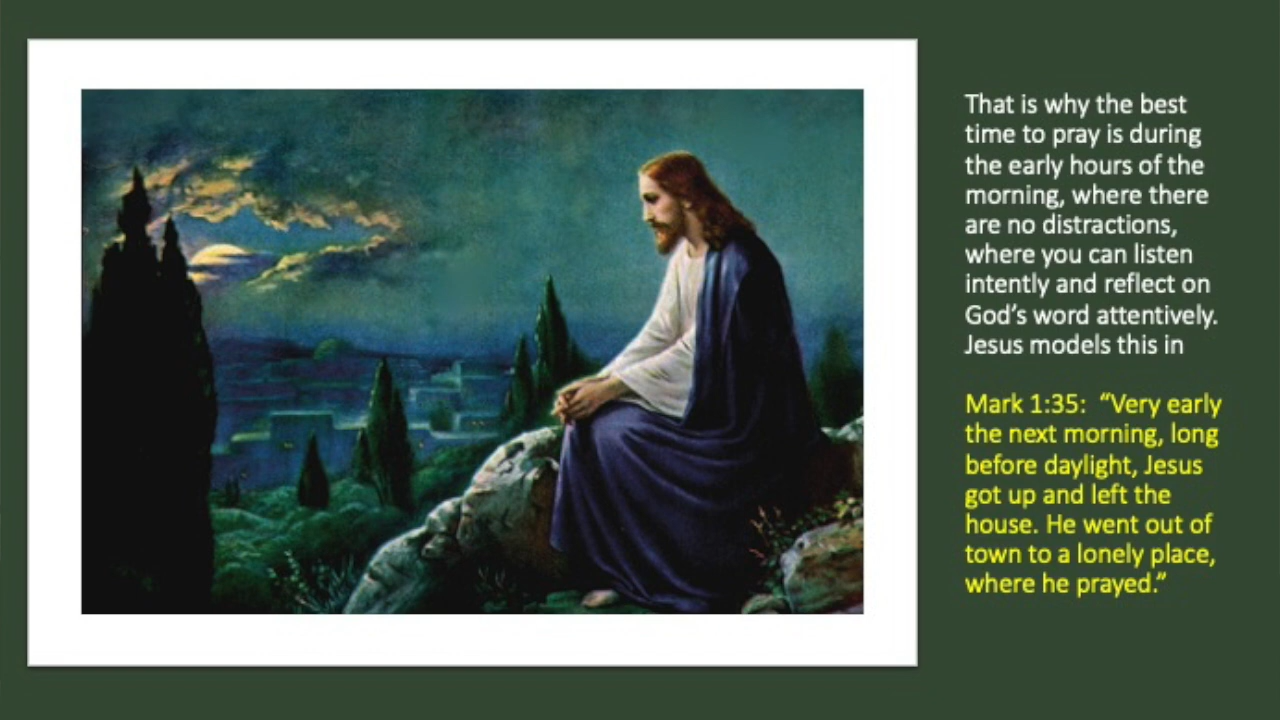 That is why the best
time to pray is during
the early hours of the
morning, where there
are no distractions,
where you can listen
intently and reflect on
God’s word attentively.
Jesus models this in
Mark 1:35:  “Very early
the next morning, long
before daylight, Jesus
got up and left the
house. He went out of
town to a lonely place,
where he prayed.”